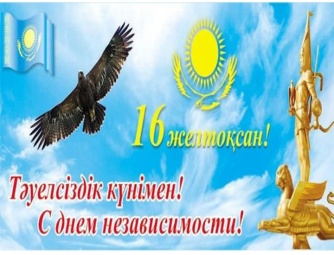 16 желтоқсан!
Тәуелсіздік күнімен!
С днем независимости!